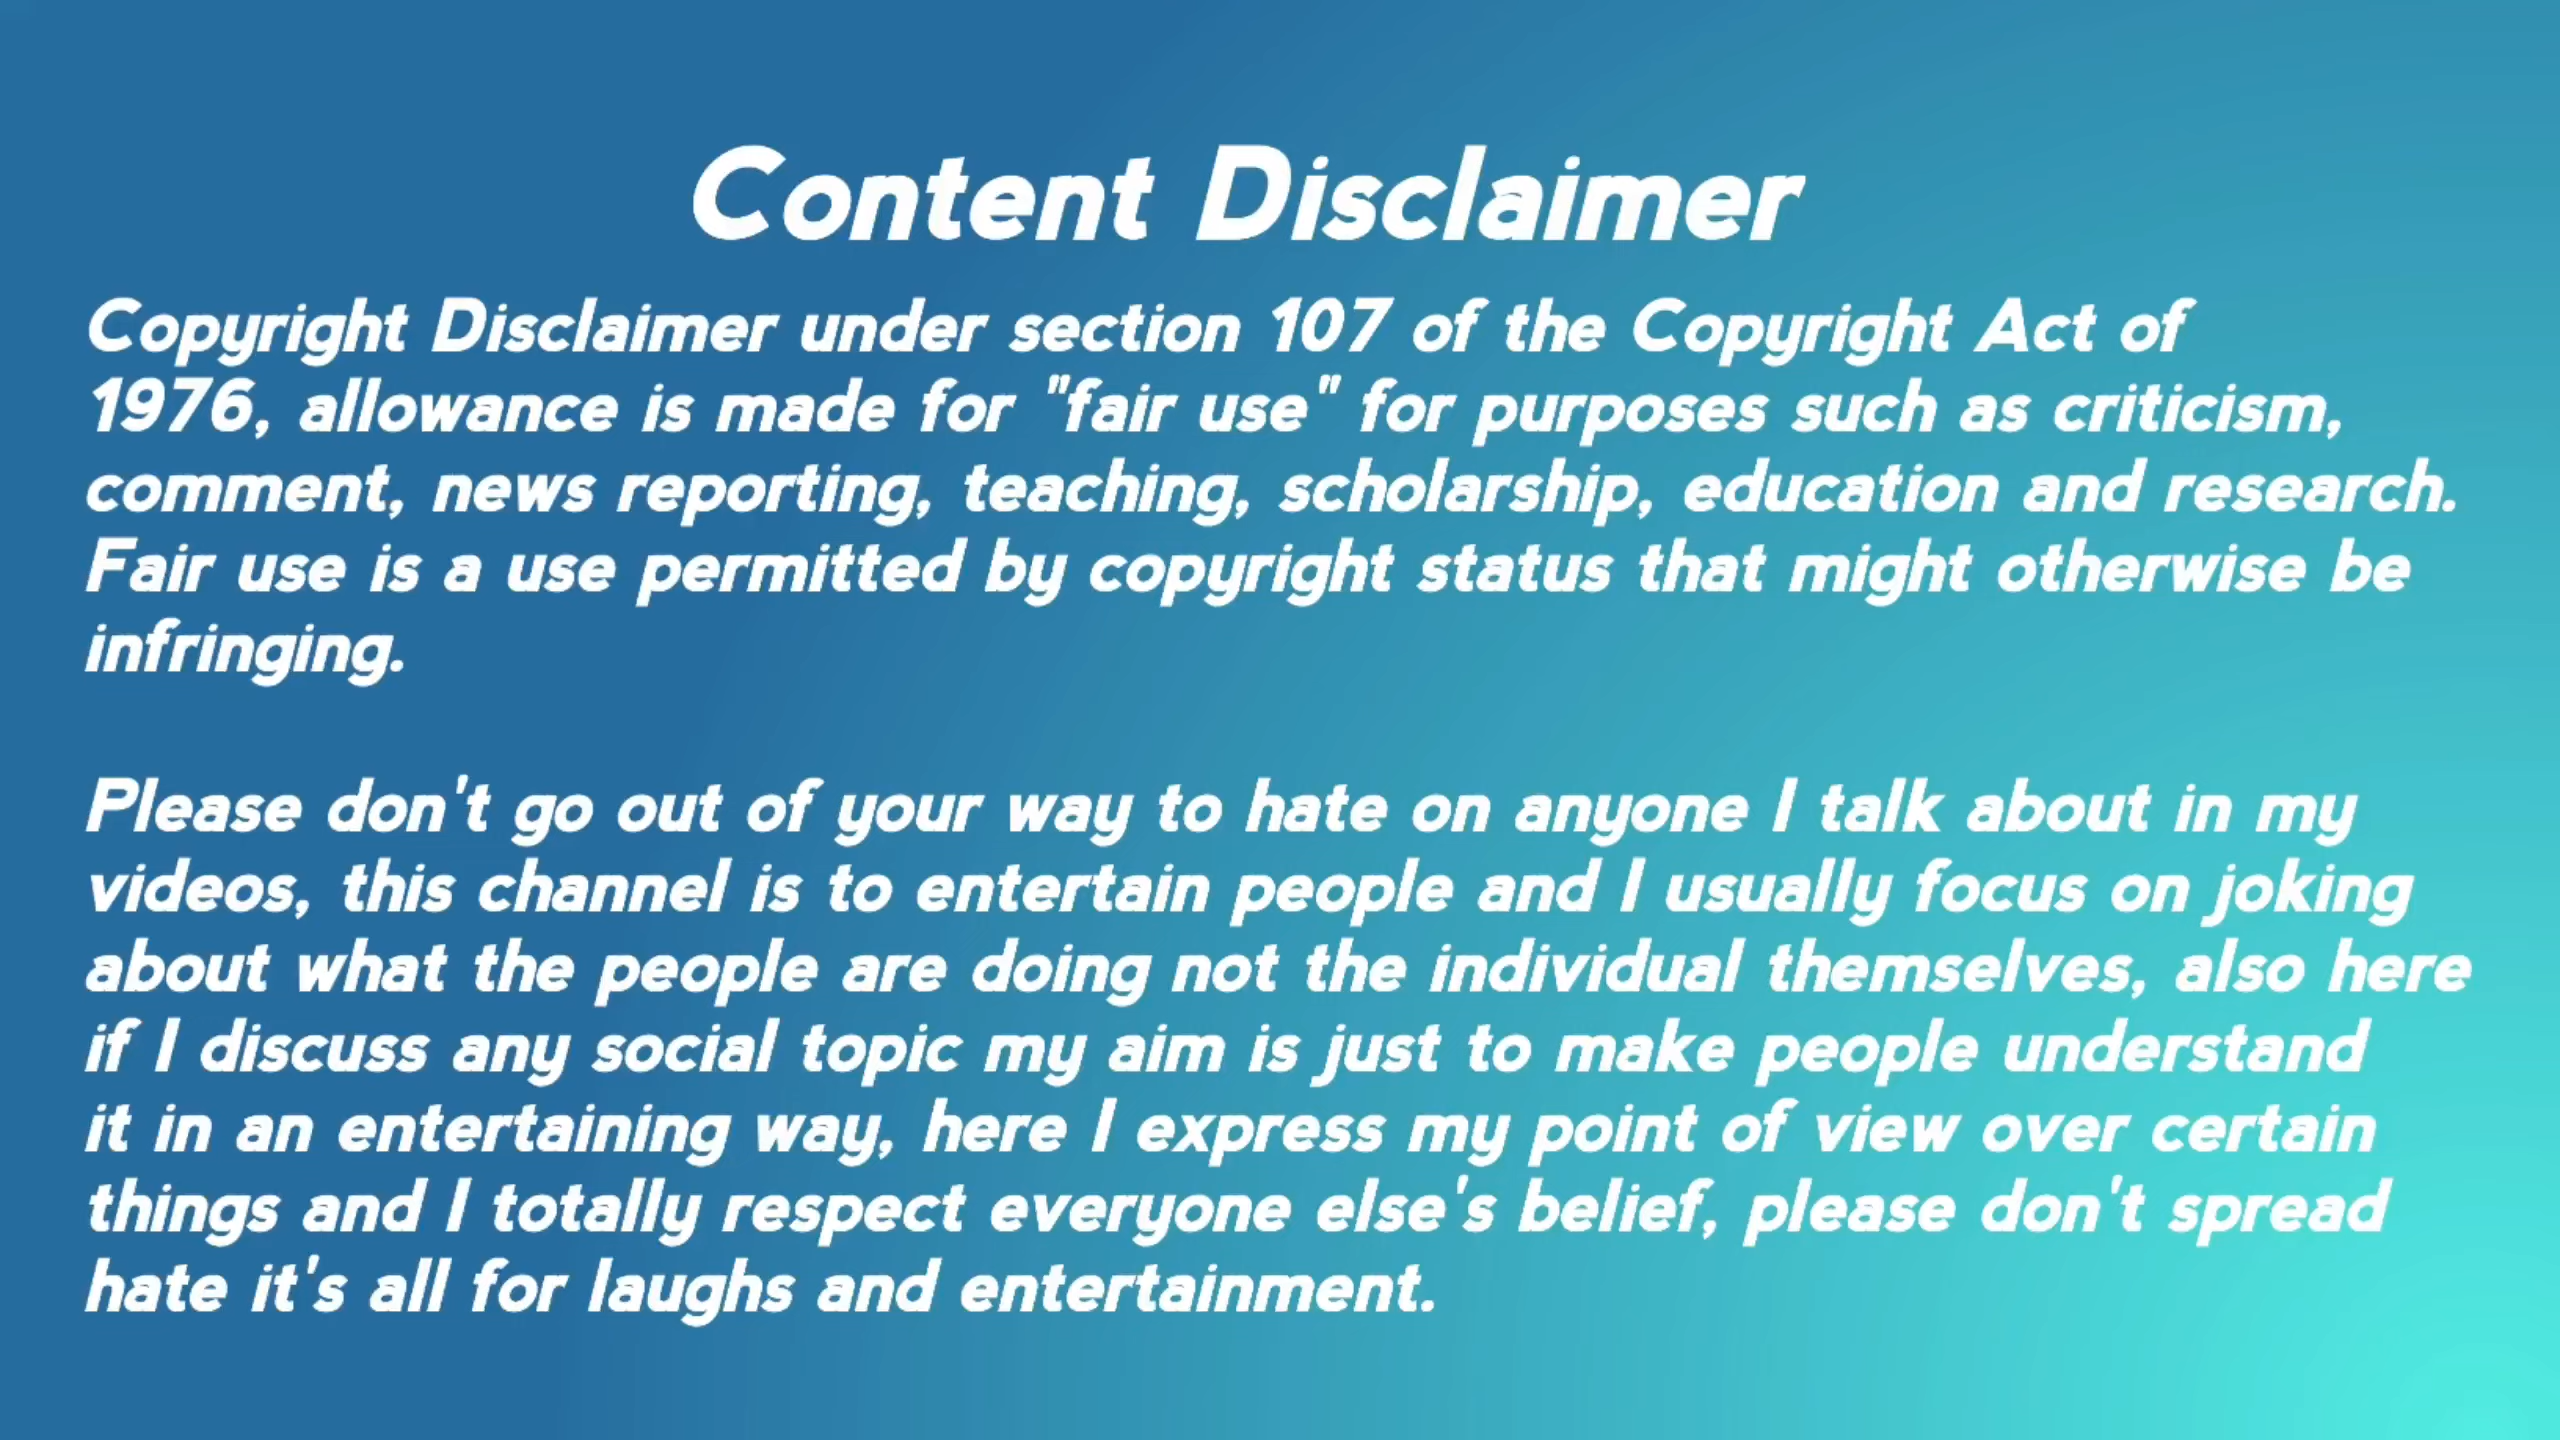 Content Disclaimer
Copyright Disclaimer under section 107 of the Copyright Act of
1976, allowance is made for "fair use" for purposes such as criticism,
comment, news reporting, teaching, scholarship, education and research.
Fair use is a use permitted by copyright status that might otherwise be
infringing.
Please don't go out of your way to hate on anyone I talk about in my
videos, this channel is to entertain people and I usually focus on joking
about what the people are doing not the individual themselves, also here
if I discuss any social topic my aim is just to make people understand
it in an entertaining way, here I express my point of view over certain
things and I totally respect everyone else's belief, please don't spread
hate it's all for laughs and entertainment.